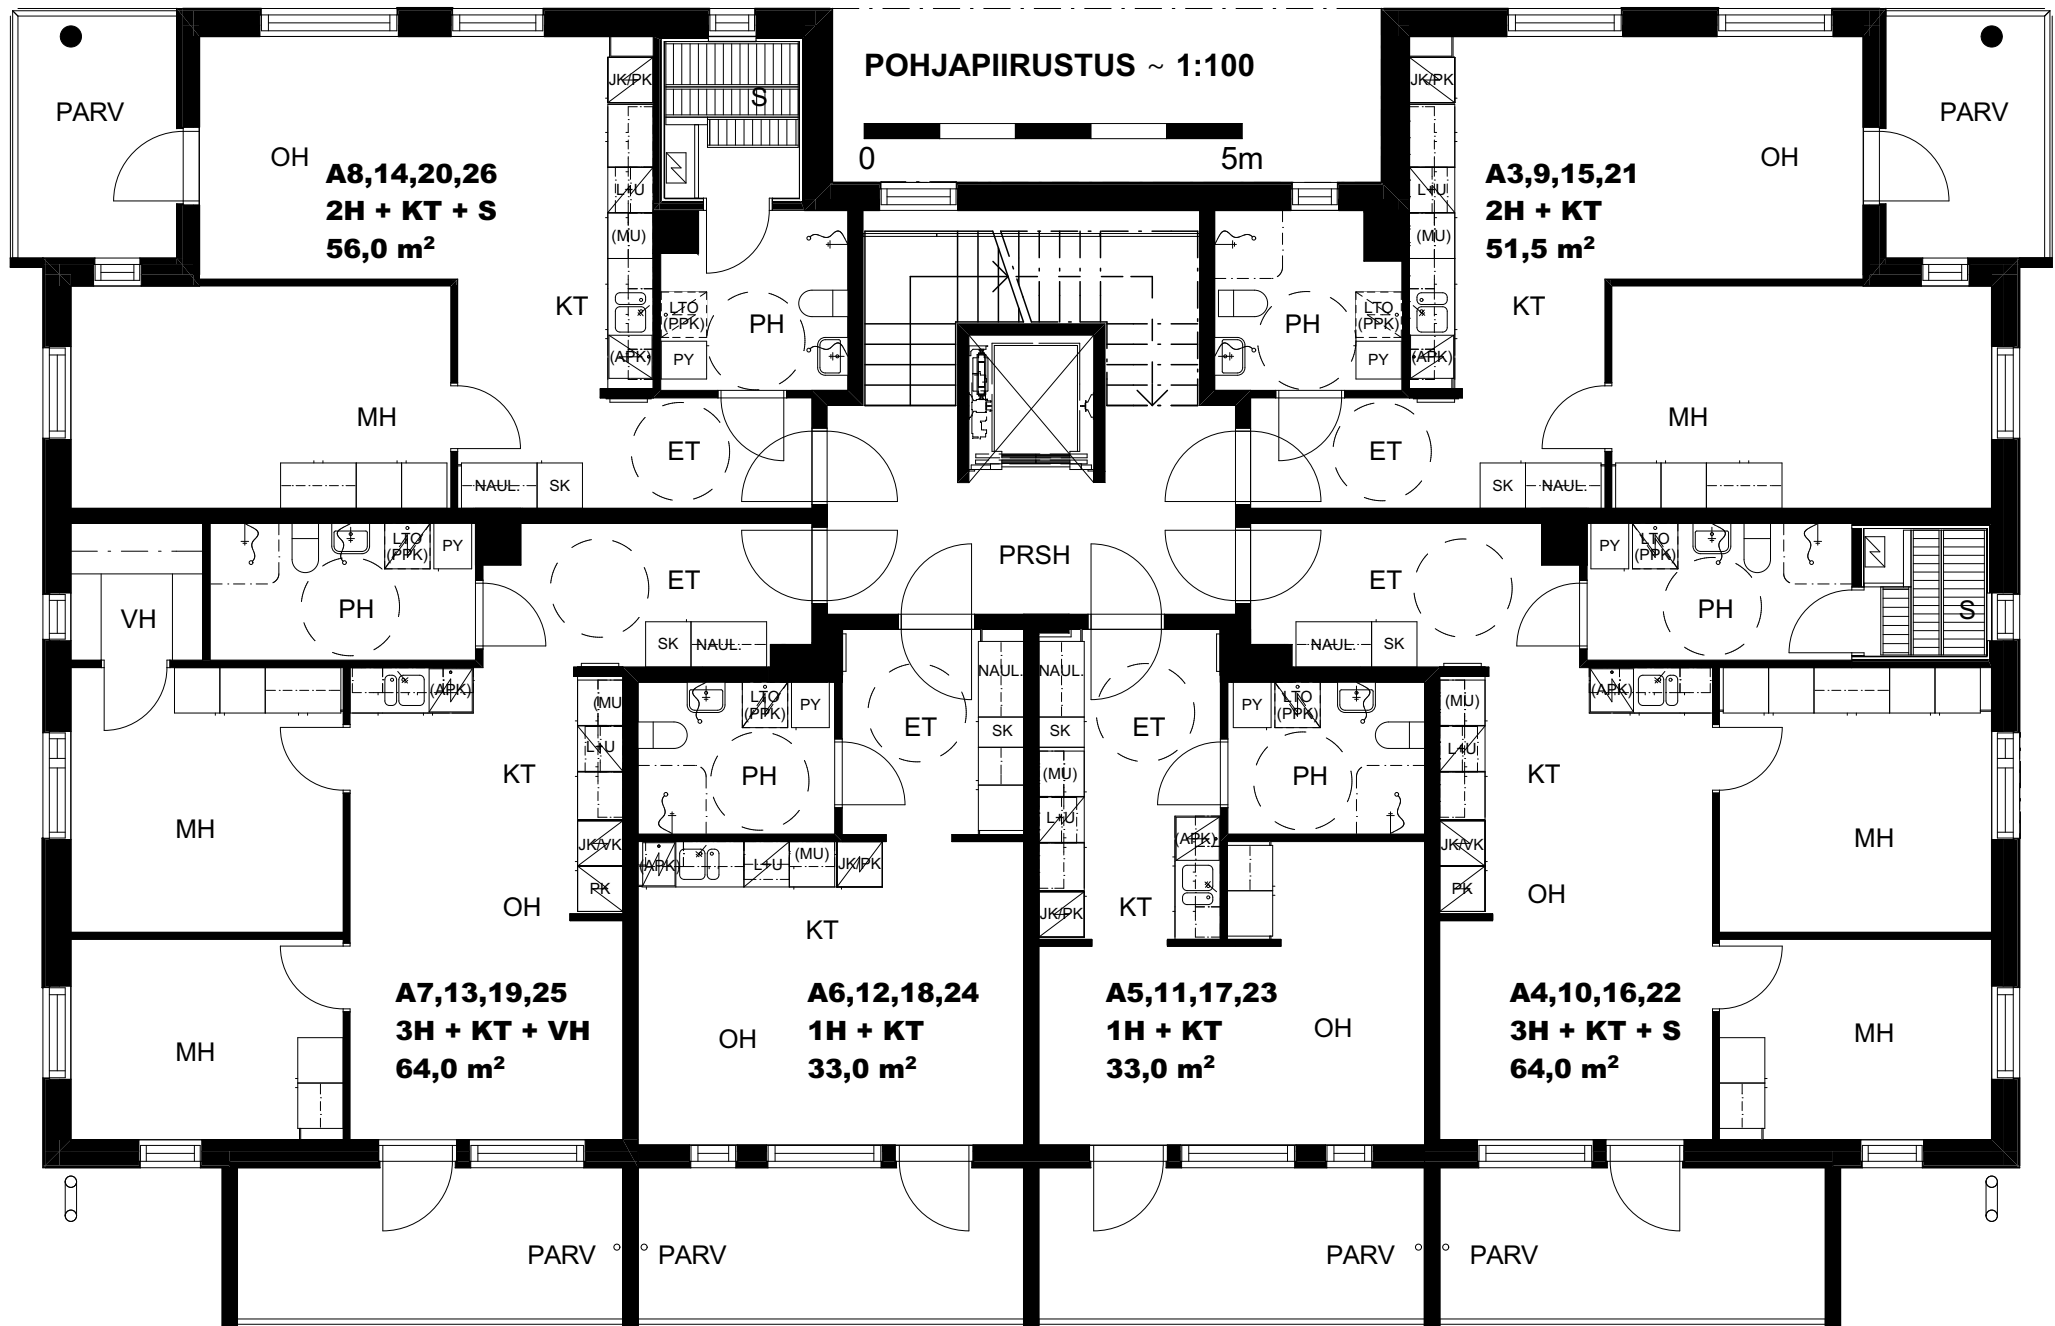 POHJAPIIRUSTUS ~ 1:100
0 5m
PARV
OH
A8,14,20,26
2H + KT + S
56,0 m²
KT
JK/PK
L+U
(MU)
(APK)
S
LTO
(PPK)
PY
PH
MH
NAUL.
SK
ET
PARV
OH
A3,9,15,21
2H + KT
51,5 m²
KT
JK/PK
L+U
(MU)
(APK)
PH
LTO
(PPK)
PY
ET
MH
SK
NAUL.
PRSH
VH
PH
LTO
(PPK)
PY
ET
SK
NAUL.
(APK)
(MU
L+U
JK/VK
PK
KT
OH
MH
MH
A7,13,19,25
3H + KT + VH
64,0 m²
PARV
LTO
(PPK)
PY
PH
ET
NAUL.
SK
(APK)
L+U
(MU)
JK/PK
KT
OH
A6,12,18,24
1H + KT
33,0 m²
PARV
NAUL.
SK
(MU)
L+U
JK/PK
ET
(APK)
KT
PY
LTO
(PPK)
PH
A5,11,17,23
1H + KT
33,0 m²
OH
PARV
ET
NAUL.
SK
PY
LTO
(PPK)
PH
S
(APK)
(MU)
L+U
JK/VK
PK
KT
OH
MH
MH
A4,10,16,22
3H + KT + S
64,0 m²
PARV